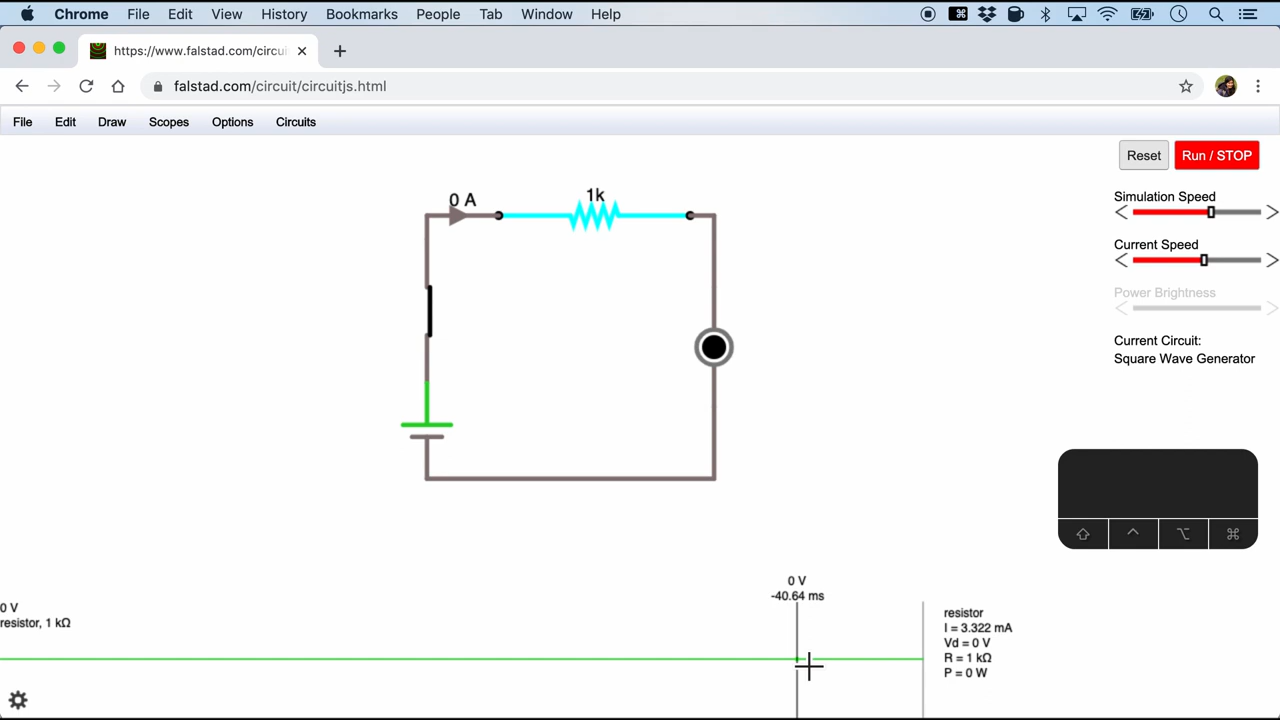 Chrome File Edit View History Bookmarks People Tab Window Help
https://www.falstad.com/circui
falstad.com/circuit/circuitjs.html
File Edit Draw Scopes Options Circuits
Reset Run / STOP
Simulation Speed
Current Speed
Power Brightness
Current Circuit:
Square Wave Generator
0 A
1k
0 V
-40.64 ms
0 V
resistor, 1 kΩ
resistor
I = 3.322 mA
Vd = 0 V
R = 1 kΩ
P = 0 W